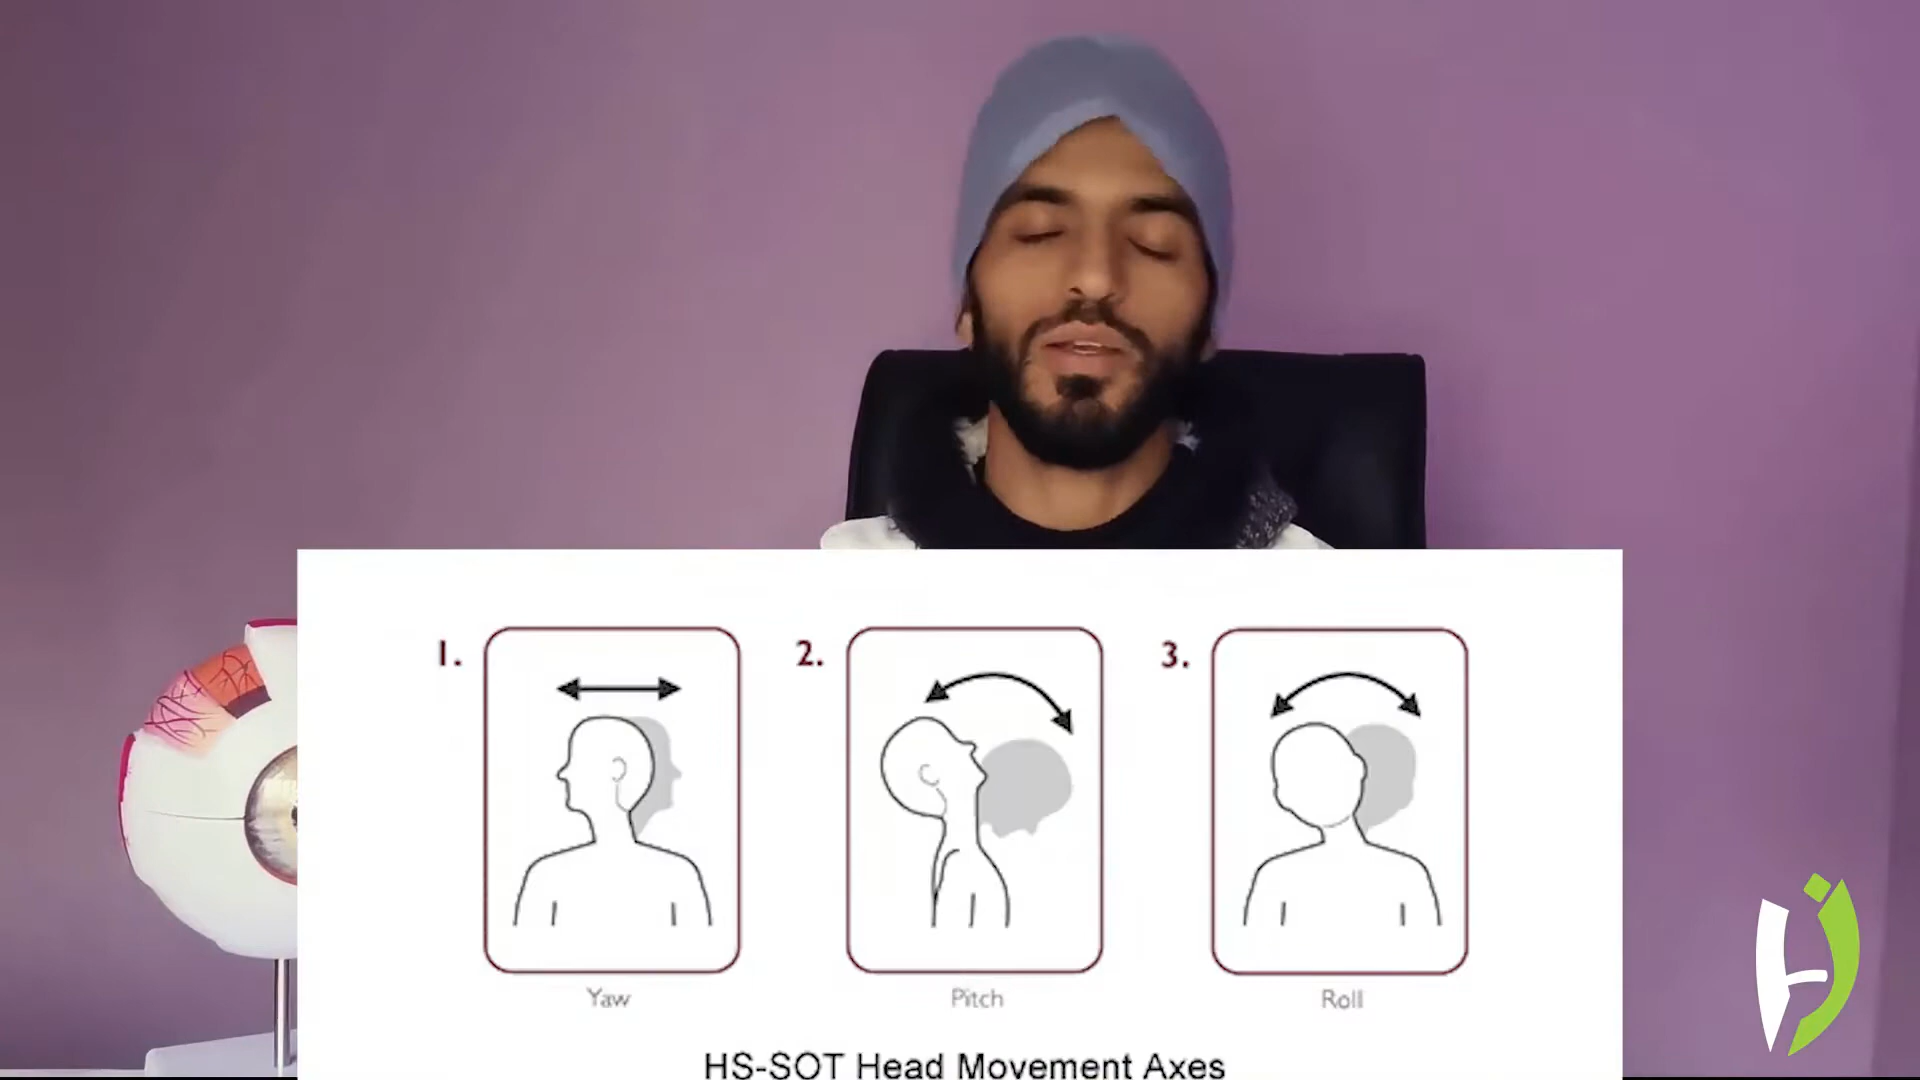 1.
2.
3.
Yaw
Pitch
Roll
HS-SOT Head Movement Axes